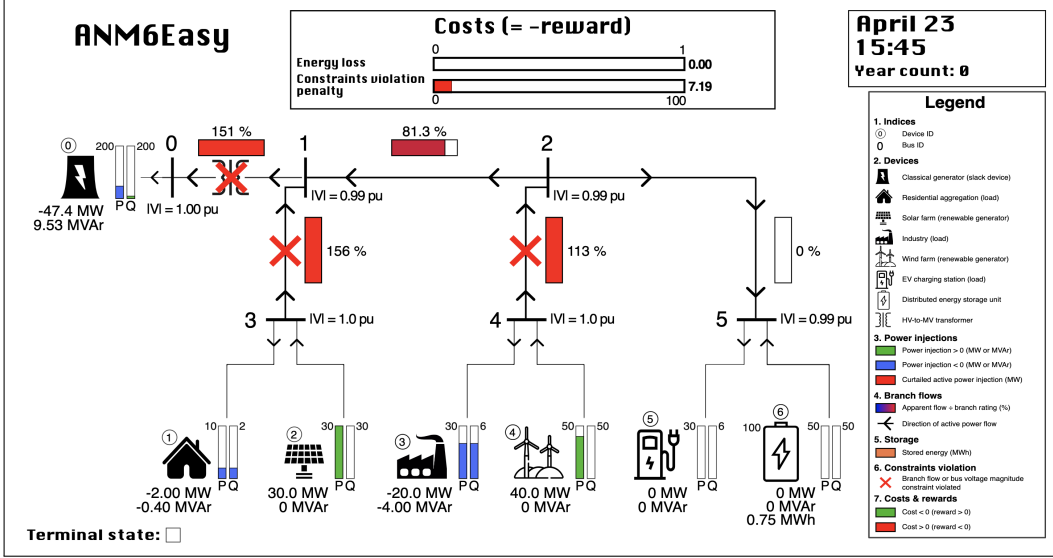 ANM6Easy
Costs (= -reward)
0 1
Energy loss 0.00
Constraints violation penalty 7.19
0 100
April 23
15:45
Year count: 0
151 %
81.3 %
0
200 200
0
1
2
-47.4 MW
9.53 MVAr
P Q
|V| = 1.00 pu
|V| = 0.99 pu
|V| = 0.99 pu
156 %
113 %
0 %
3 |V| = 1.0 pu
4 |V| = 1.0 pu
5 |V| = 0.99 pu
1
10 2
P Q
-2.00 MW
-0.40 MVAr
2
30 30
P Q
30.0 MW
0 MVAr
3
30 6
P Q
-20.0 MW
-4.00 MVAr
4
50 50
P Q
40.0 MW
0 MVAr
5
30 6
P Q
0 MW
0 MVAr
6
100
50 50
P Q
0 MW
0 MVAr
0.75 MWh
Terminal state:
Legend
1. Indices
0 Device ID
0 Bus ID
2. Devices
Classical generator (slack device)
Residential aggregation (load)
Solar farm (renewable generator)
Industry (load)
Wind farm (renewable generator)
EV charging station (load)
Distributed energy storage unit
HV-to-MV transformer
3. Power injections
Power injection > 0 (MW or MVAr)
Power injection < 0 (MW or MVAr)
Curtailed active power injection (MW)
4. Branch flows
Apparent flow ÷ branch rating (%)
Direction of active power flow
5. Storage
Stored energy (MWh)
6. Constraints violation
Branch flow or bus voltage magnitude
constraint violated
7. Costs & rewards
Cost < 0 (reward > 0)
Cost > 0 (reward < 0)